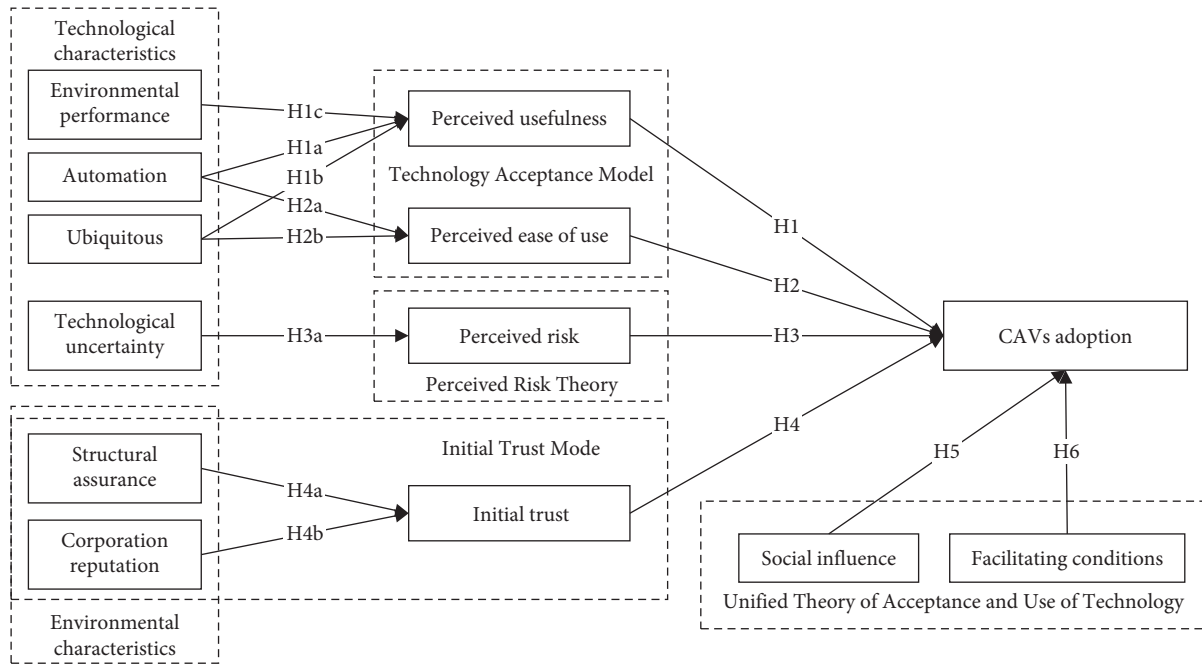 Technological
characteristics
Environmental
performance
Automation
Ubiquitous
Technological
uncertainty
H1c
H1a
H1b
H2a
H2b
H3a
Perceived usefulness
Technology Acceptance Model
Perceived ease of use
Perceived risk
Perceived Risk Theory
H1
H2
H3
H4
CAVs adoption
Structural
assurance
Corporation
reputation
Environmental
characteristics
H4a
H4b
Initial Trust Mode
Initial trust
H5
H6
Social influence
Facilitating conditions
Unified Theory of Acceptance and Use of Technology